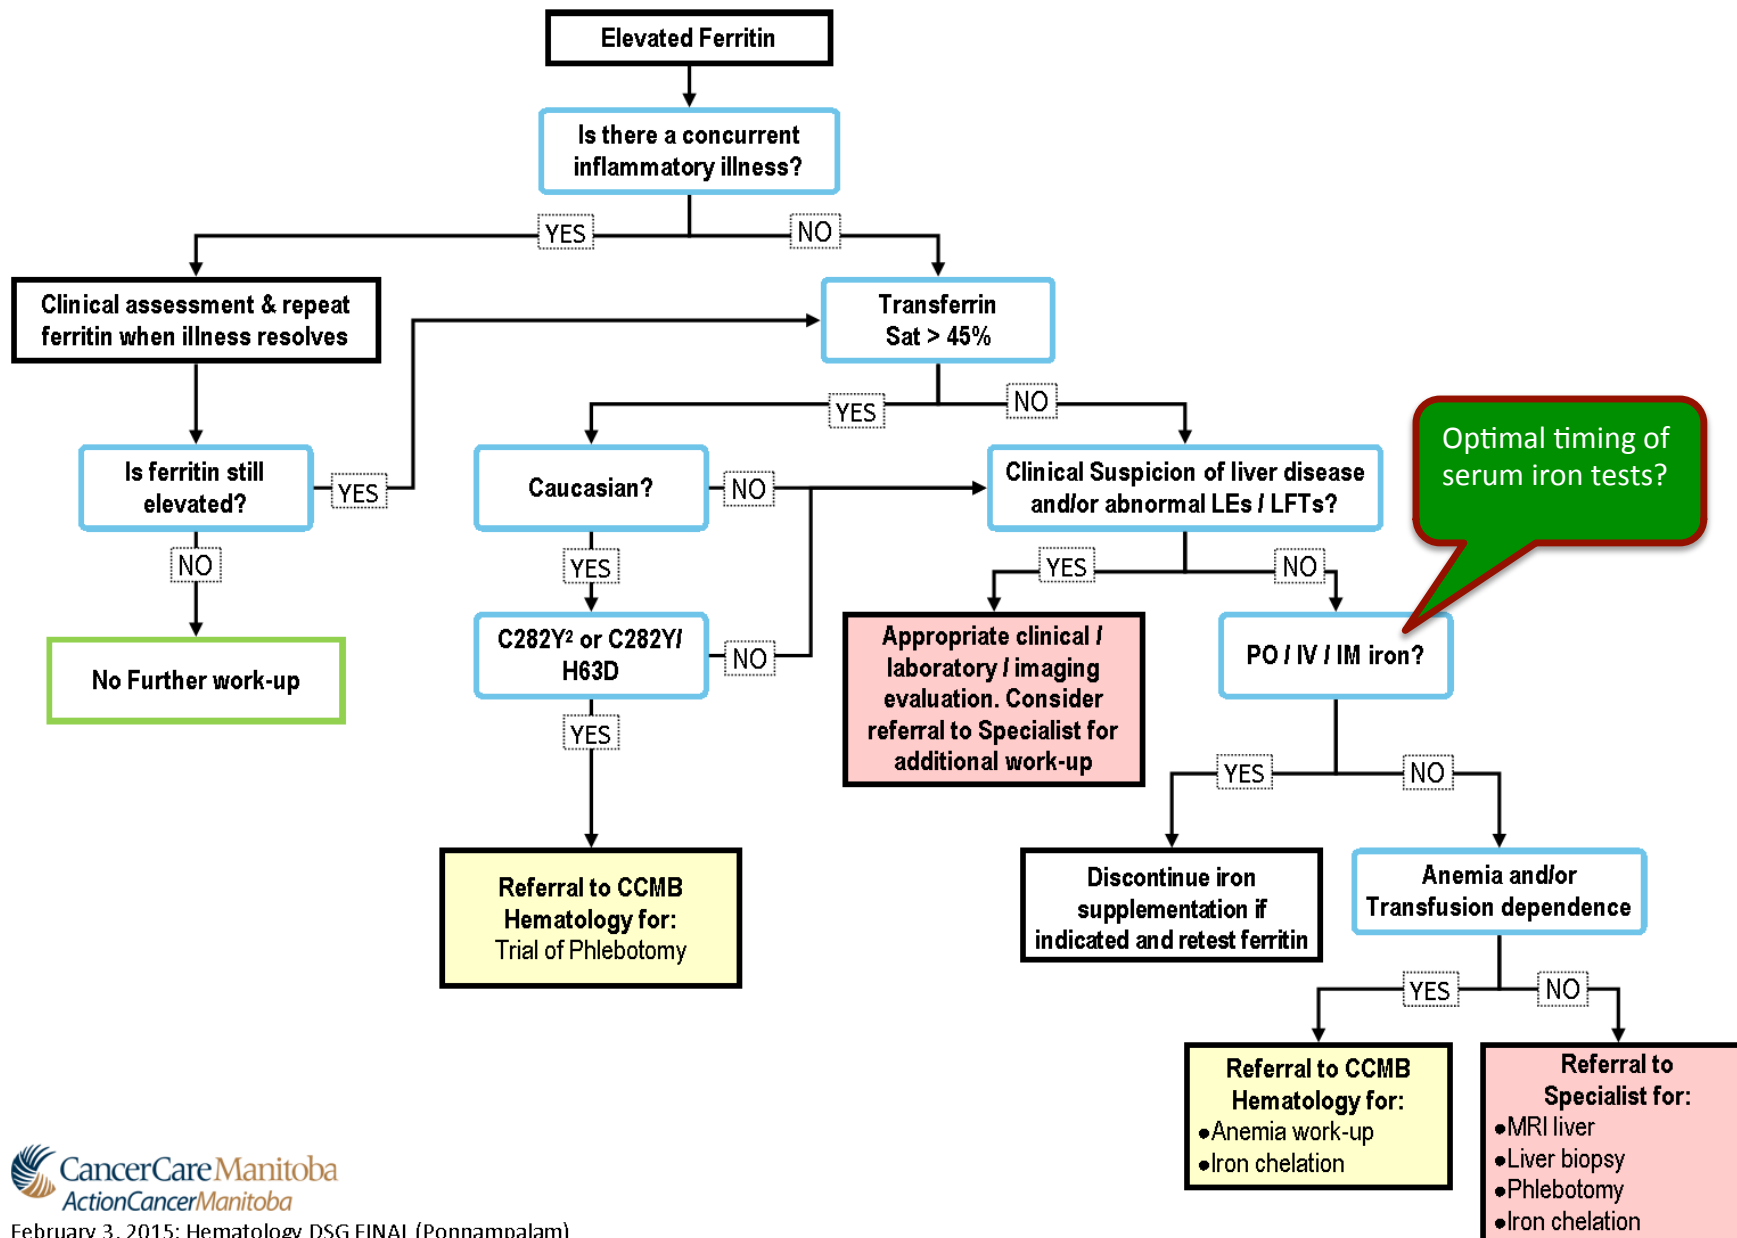 Elevated Ferritin
Is there a concurrent
inflammatory illness?
YES
NO
Clinical assessment & repeat
ferritin when illness resolves
Transferrin
Sat > 45%
YES
NO
Is ferritin still
elevated?
YES
NO
No Further work-up
Caucasian?
NO
YES
C282Y² or C282Y/
H63D
NO
YES
Referral to CCMB
Hematology for:
Trial of Phlebotomy
Clinical Suspicion of liver disease
and/or abnormal LEs / LFTs?
YES
NO
Optimal timing of
serum iron tests?
Appropriate clinical /
laboratory / imaging
evaluation. Consider
referral to Specialist for
additional work-up
PO / IV / IM iron?
YES
NO
Discontinue iron
supplementation if
indicated and retest ferritin
Anemia and/or
Transfusion dependence
YES
NO
Referral to CCMB
Hematology for:
●Anemia work-up
●Iron chelation
Referral to
Specialist for:
●MRI liver
●Liver biopsy
●Phlebotomy
●Iron chelation
CancerCare Manitoba
ActionCancerManitoba
February 3, 2015: Hematology DSG FINAL (Ponnampalam)